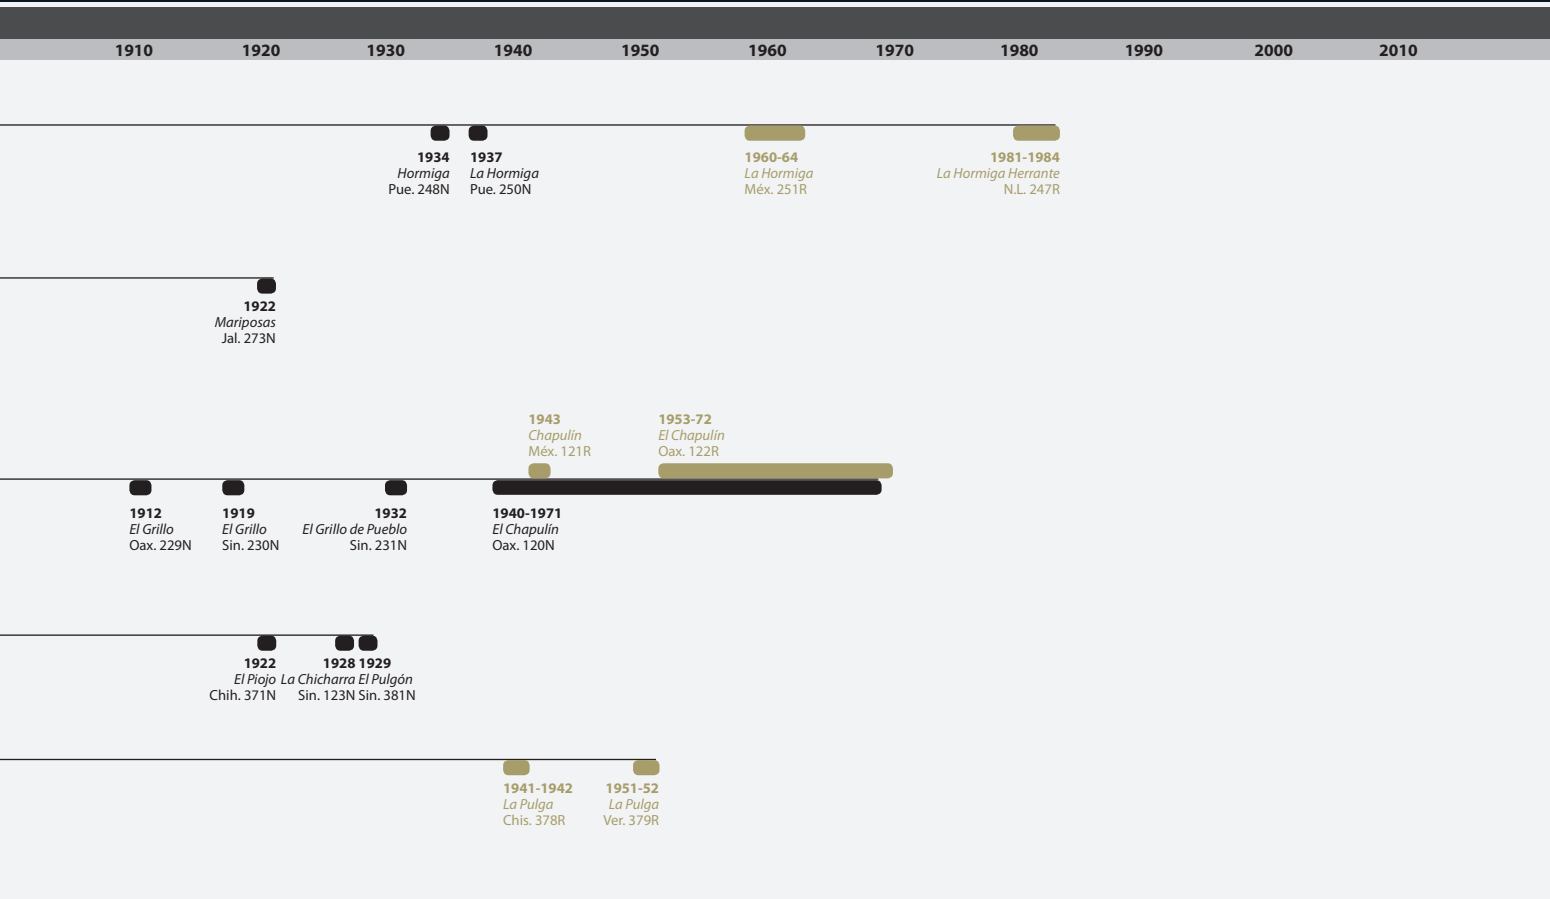 1910 1920 1930 1940 1950 1960 1970 1980 1990 2000 2010
1934
Hormiga
Pue. 248N
1937
La Hormiga
Pue. 250N
1960-64
La Hormiga
Méx. 251R
1981-1984
La Hormiga Herrante
N.L. 247R
1922
Mariposas
Jal. 273N
1943
Chapulín
Méx. 121R
1953-72
El Chapulín
Oax. 122R
1912
El Grillo
Oax. 229N
1919
El Grillo
Sin. 230N
1932
El Grillo de Pueblo
Sin. 231N
1940-1971
El Chapulín
Oax. 120N
1922
El Piojo
Chih. 371N
1928
La Chicharra
Sin. 123N
1929
El Pulgón
Sin. 381N
1941-1942
La Pulga
Chis. 378R
1951-52
La Pulga
Ver. 379R